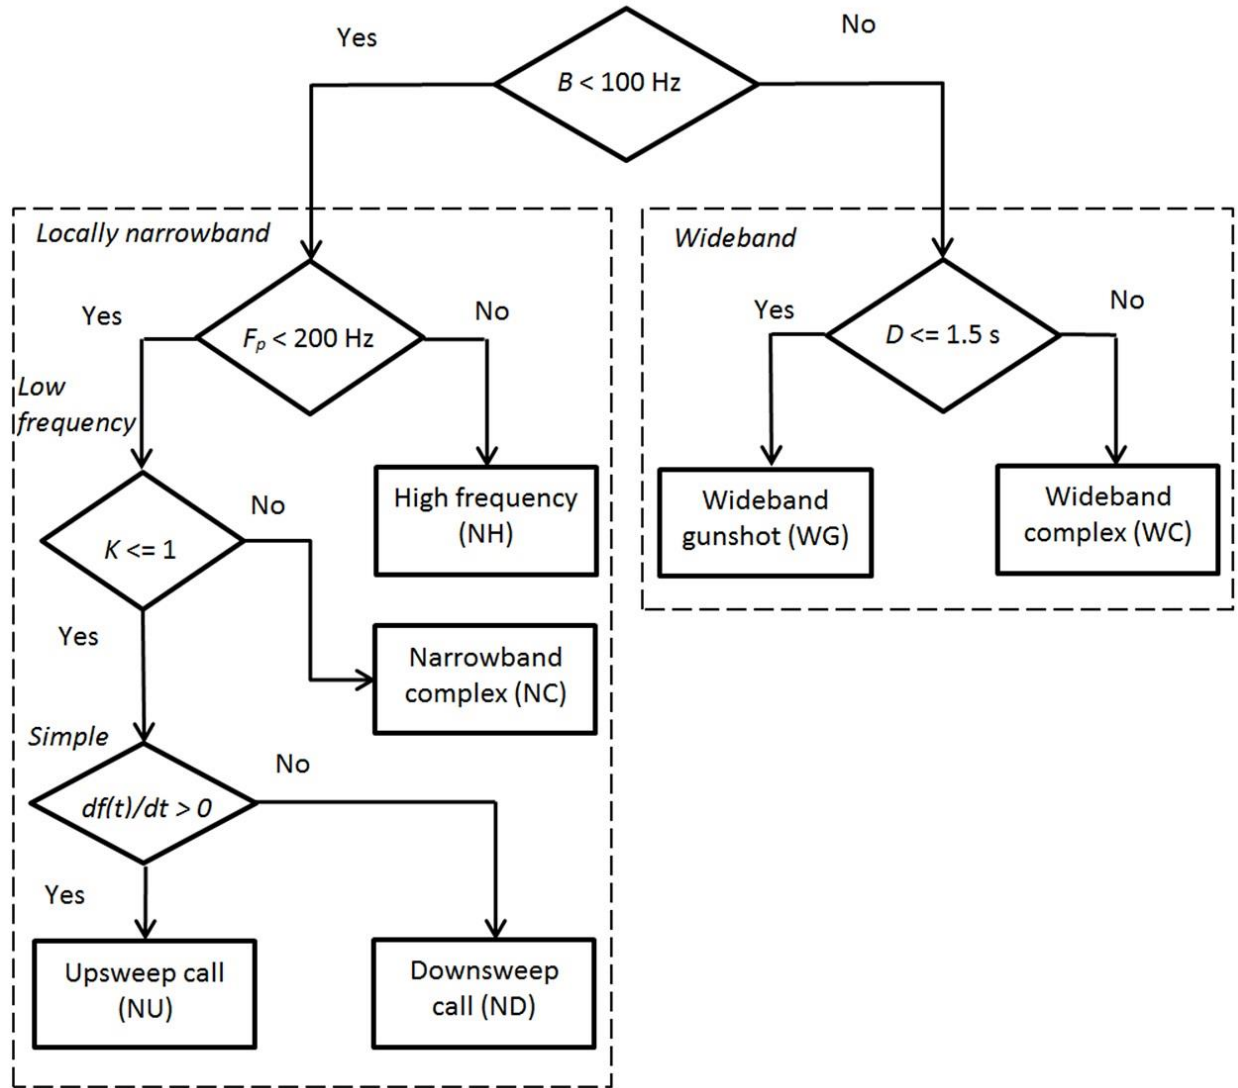 Yes
No
B < 100 Hz
Locally narrowband
Wideband
Yes
No
Fₚ < 200 Hz
Yes
No
D <= 1.5 s
Low
frequency
High frequency
(NH)
Wideband
gunshot (WG)
Wideband
complex (WC)
No
K <= 1
Yes
Narrowband
complex (NC)
Simple
No
df(t)/dt > 0
Yes
Upsweep call
(NU)
Downsweep
call (ND)